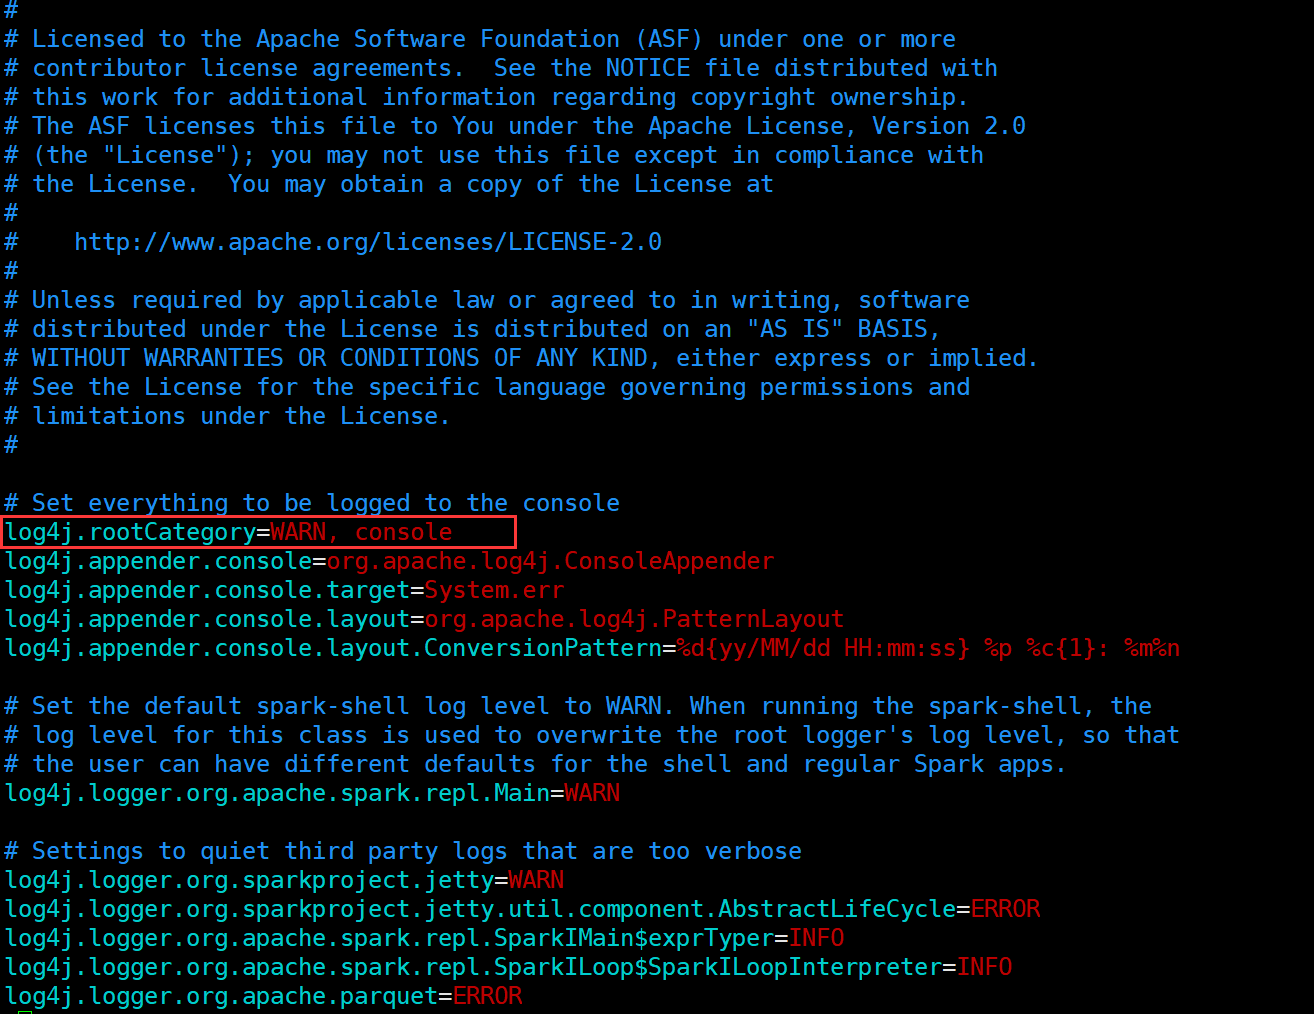 #
# Licensed to the Apache Software Foundation (ASF) under one or more
# contributor license agreements.  See the NOTICE file distributed with
# this work for additional information regarding copyright ownership.
# The ASF licenses this file to You under the Apache License, Version 2.0
# (the "License"); you may not use this file except in compliance with
# the License.  You may obtain a copy of the License at
#
#    http://www.apache.org/licenses/LICENSE-2.0
#
# Unless required by applicable law or agreed to in writing, software
# distributed under the License is distributed on an "AS IS" BASIS,
# WITHOUT WARRANTIES OR CONDITIONS OF ANY KIND, either express or implied.
# See the License for the specific language governing permissions and
# limitations under the License.
#

# Set everything to be logged to the console
log4j.rootCategory=WARN, console
log4j.appender.console=org.apache.log4j.ConsoleAppender
log4j.appender.console.target=System.err
log4j.appender.console.layout=org.apache.log4j.PatternLayout
log4j.appender.console.layout.ConversionPattern=%d{yy/MM/dd HH:mm:ss} %p %c{1}: %m%n

# Set the default spark-shell log level to WARN. When running the spark-shell, the
# log level for this class is used to overwrite the root logger's log level, so that
# the user can have different defaults for the shell and regular Spark apps.
log4j.logger.org.apache.spark.repl.Main=WARN

# Settings to quiet third party logs that are too verbose
log4j.logger.org.sparkproject.jetty=WARN
log4j.logger.org.sparkproject.jetty.util.component.AbstractLifeCycle=ERROR
log4j.logger.org.apache.spark.repl.SparkIMain$exprTyper=INFO
log4j.logger.org.apache.spark.repl.SparkILoop$SparkILoopInterpreter=INFO
log4j.logger.org.apache.parquet=ERROR